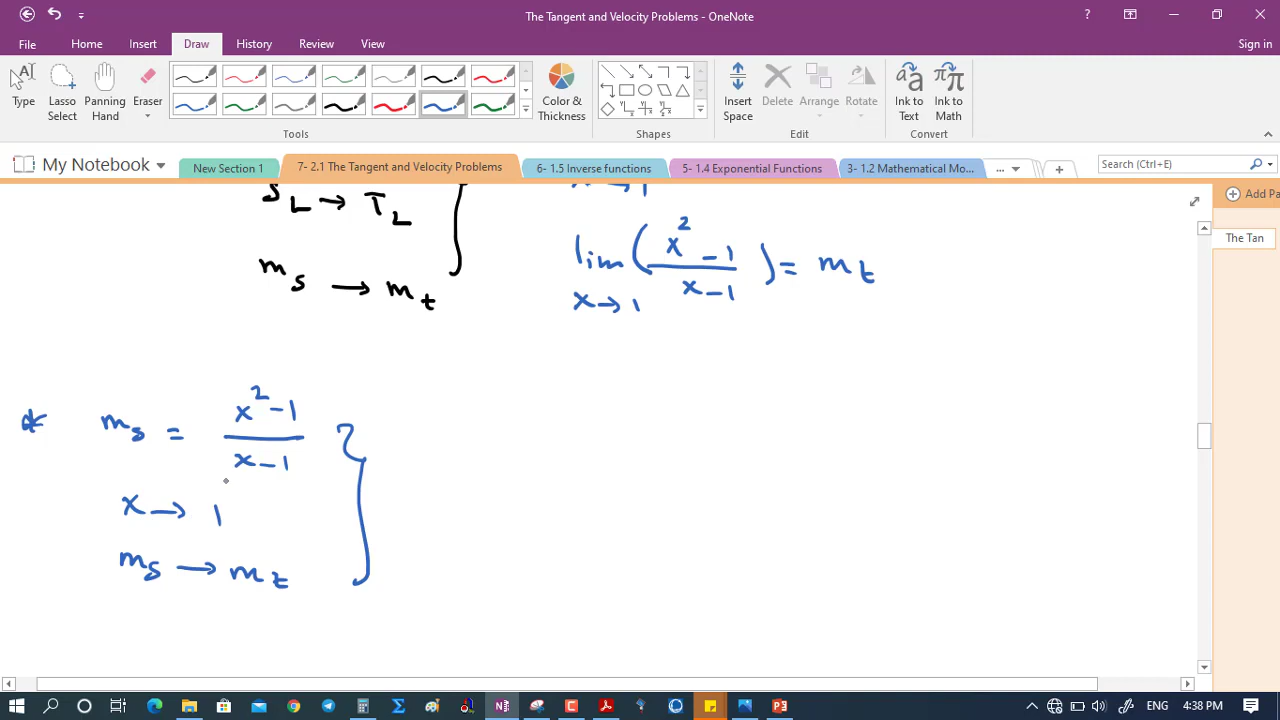 The Tangent and Velocity Problems - OneNote
?
File Home Insert Draw History Review View Sign in
Type Lasso Select Panning Hand Eraser Color & Thickness Insert Space Delete Arrange Rotate Ink to Text Ink to Math
Tools Shapes Edit Convert
My Notebook New Section 1 7- 2.1 The Tangent and Velocity Problems 6- 1.5 Inverse functions 5- 1.4 Exponential Functions 3- 1.2 Mathematical Mo... ... Search (Ctrl+E)
Add Pa
The Tan
S_L → T_L
m_s → m_t
x → 1
lim_{x→1} ( (x² − 1)/(x − 1) ) = m_t
* m_s = (x² − 1)/(x − 1)
x → 1
m_s → m_t
ENG 4:38 PM